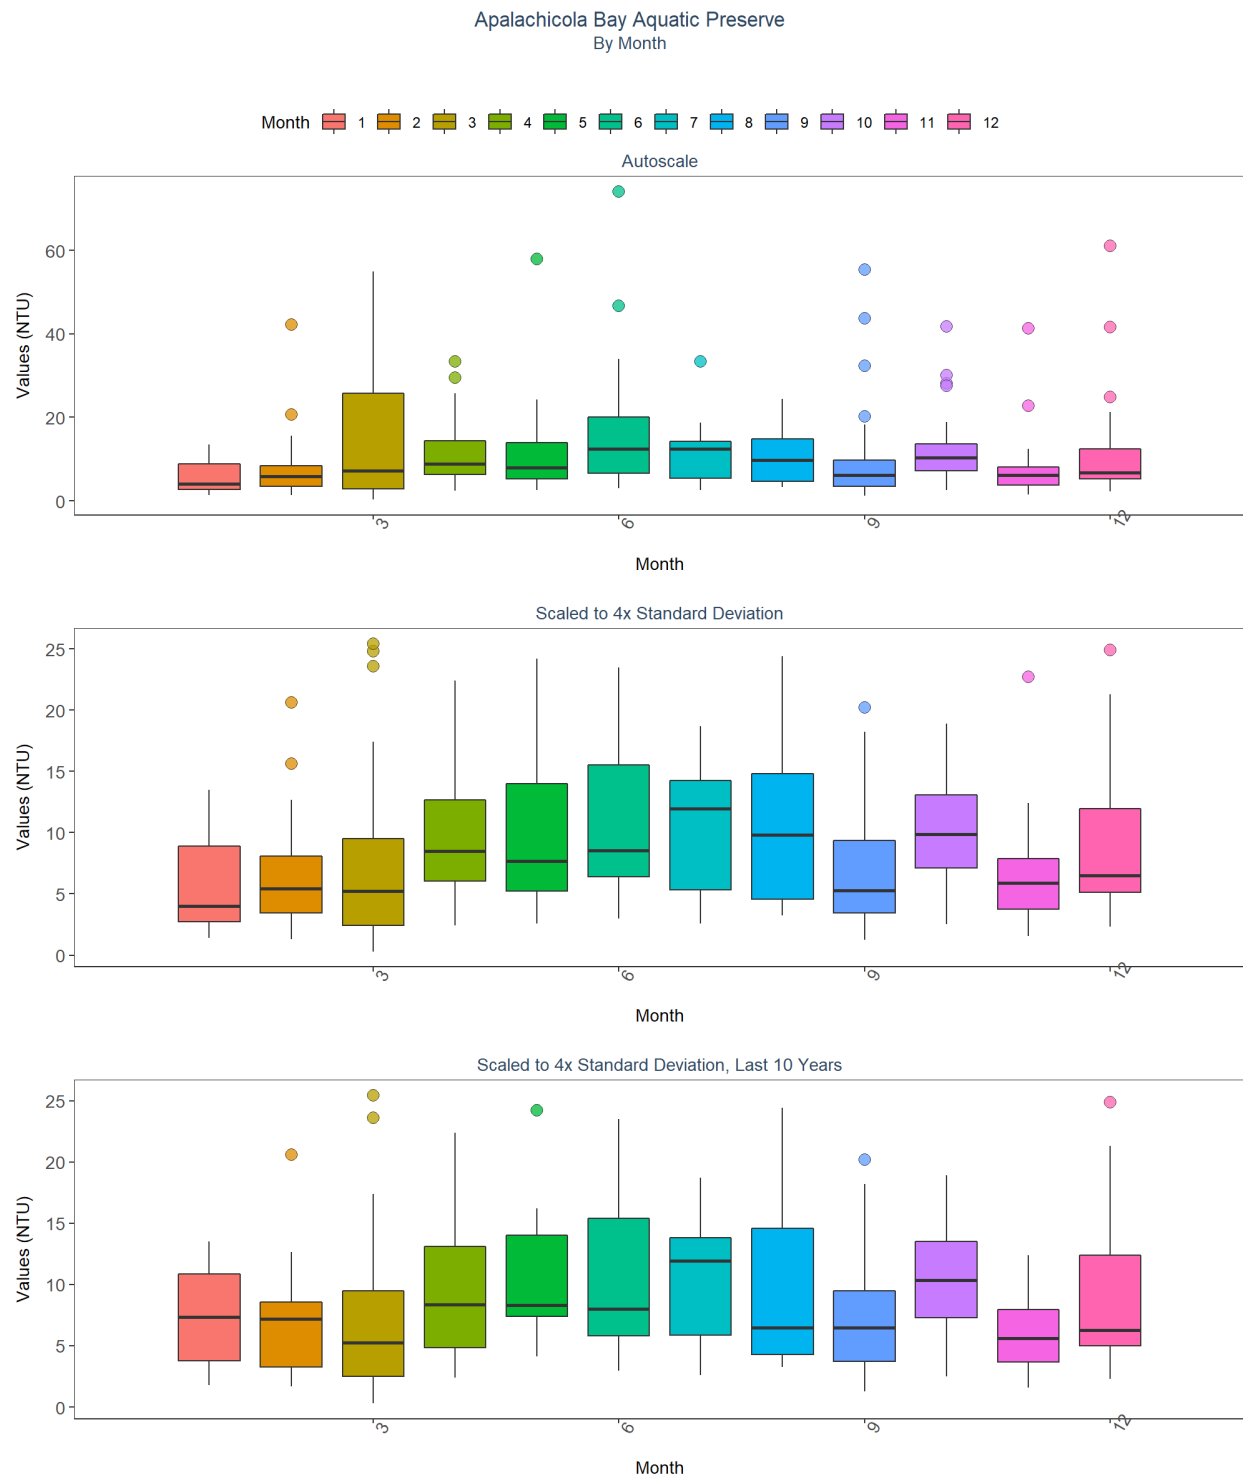 Apalachicola Bay Aquatic Preserve
By Month
Month 1 2 3 4 5 6 7 8 9 10 11 12
Autoscale
Values (NTU)
60
40
20
0
3 6 9 12
Month
Scaled to 4x Standard Deviation
Values (NTU)
25
20
15
10
5
0
3 6 9 12
Month
Scaled to 4x Standard Deviation, Last 10 Years
Values (NTU)
25
20
15
10
5
0
3 6 9 12
Month